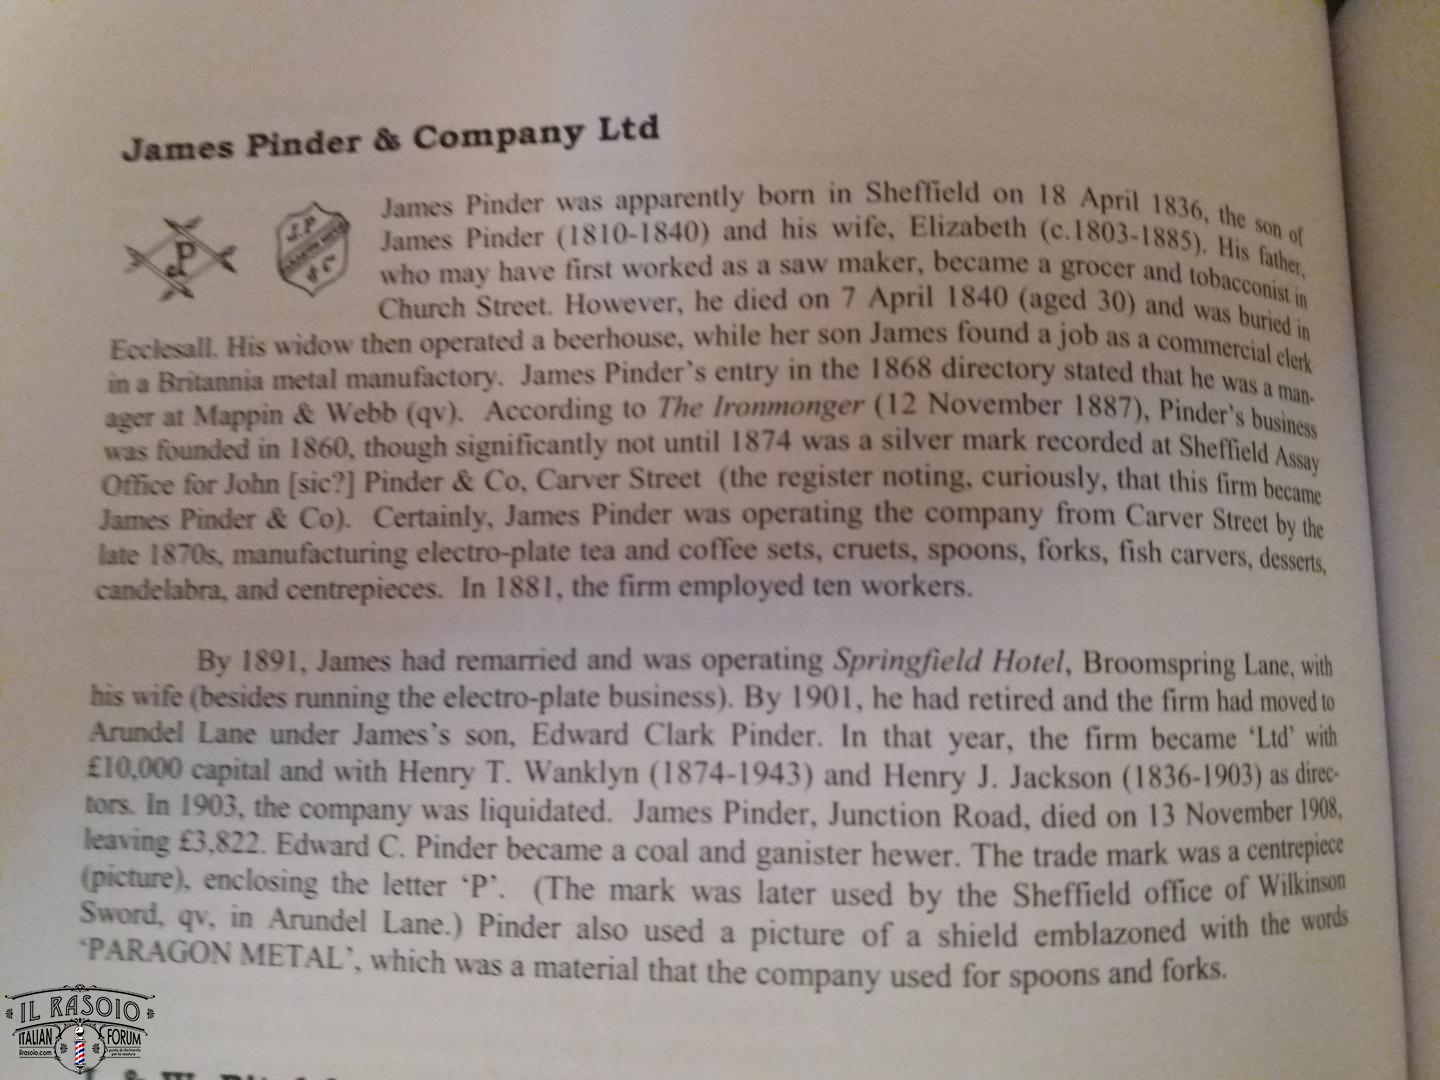 James Pinder & Company Ltd
P
J.P
& C
James Pinder was apparently born in Sheffield on 18 April 1836, the son of
James Pinder (1810-1840) and his wife, Elizabeth (c.1803-1885). His father,
who may have first worked as a saw maker, became a grocer and tobacconist in
Church Street. However, he died on 7 April 1840 (aged 30) and was buried in
Ecclesall. His widow then operated a beerhouse, while her son James found a job as a commercial clerk
in a Britannia metal manufactory. James Pinder's entry in the 1868 directory stated that he was a man-
ager at Mappin & Webb (qv). According to The Ironmonger (12 November 1887), Pinder's business
was founded in 1860, though significantly not until 1874 was a silver mark recorded at Sheffield Assay
Office for John [sic?] Pinder & Co, Carver Street (the register noting, curiously, that this firm became
James Pinder & Co). Certainly, James Pinder was operating the company from Carver Street by the
late 1870s, manufacturing electro-plate tea and coffee sets, cruets, spoons, forks, fish carvers, desserts,
candelabra, and centrepieces. In 1881, the firm employed ten workers.
By 1891, James had remarried and was operating Springfield Hotel, Broomspring Lane, with
his wife (besides running the electro-plate business). By 1901, he had retired and the firm had moved to
Arundel Lane under James's son, Edward Clark Pinder. In that year, the firm became 'Ltd' with
£10,000 capital and with Henry T. Wanklyn (1874-1943) and Henry J. Jackson (1836-1903) as direc-
tors. In 1903, the company was liquidated. James Pinder, Junction Road, died on 13 November 1908,
leaving £3,822. Edward C. Pinder became a coal and ganister hewer. The trade mark was a centrepiece
(picture), enclosing the letter 'P'. (The mark was later used by the Sheffield office of Wilkinson
Sword, qv, in Arundel Lane.) Pinder also used a picture of a shield emblazoned with the words
'PARAGON METAL', which was a material that the company used for spoons and forks.
IL RASOIO
ITALIAN FORUM
ilrasoio.com